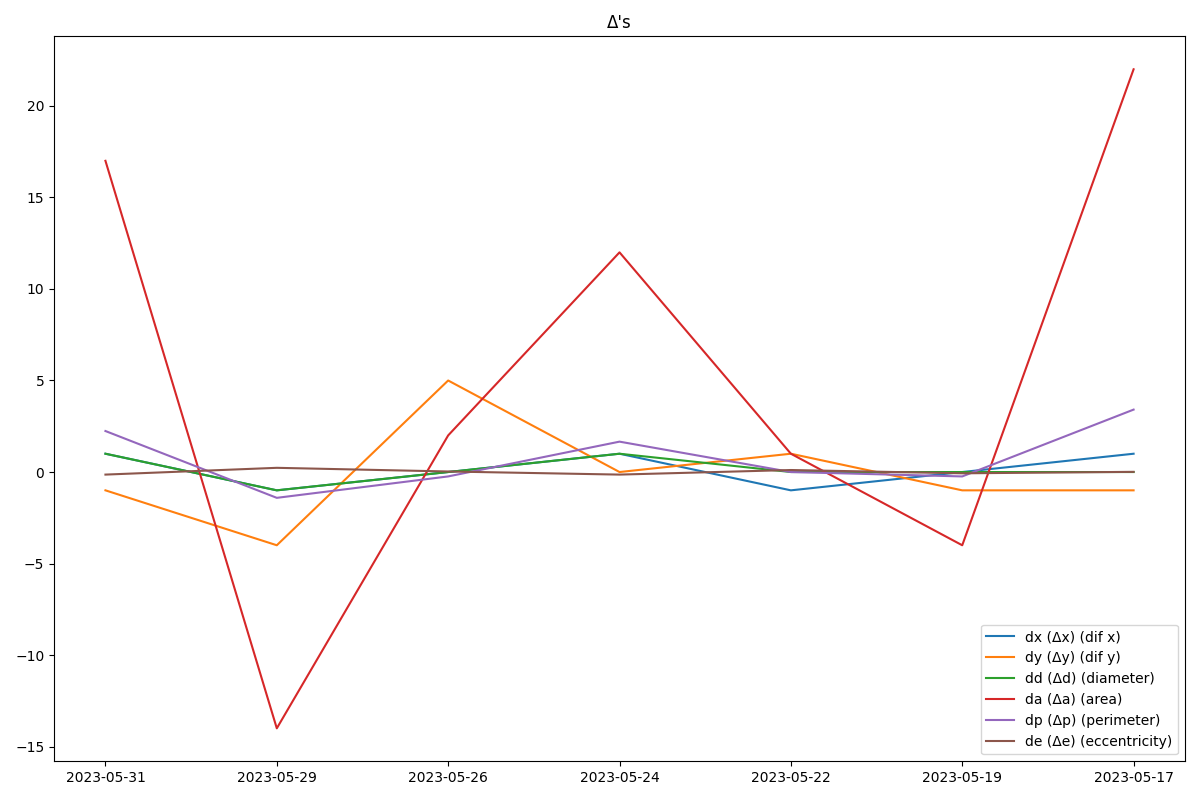 Δ's
20
15
10
5
0
−5
−10
−15
2023-05-31 2023-05-29 2023-05-26 2023-05-24 2023-05-22 2023-05-19 2023-05-17
dx (Δx) (dif x)
dy (Δy) (dif y)
dd (Δd) (diameter)
da (Δa) (area)
dp (Δp) (perimeter)
de (Δe) (eccentricity)